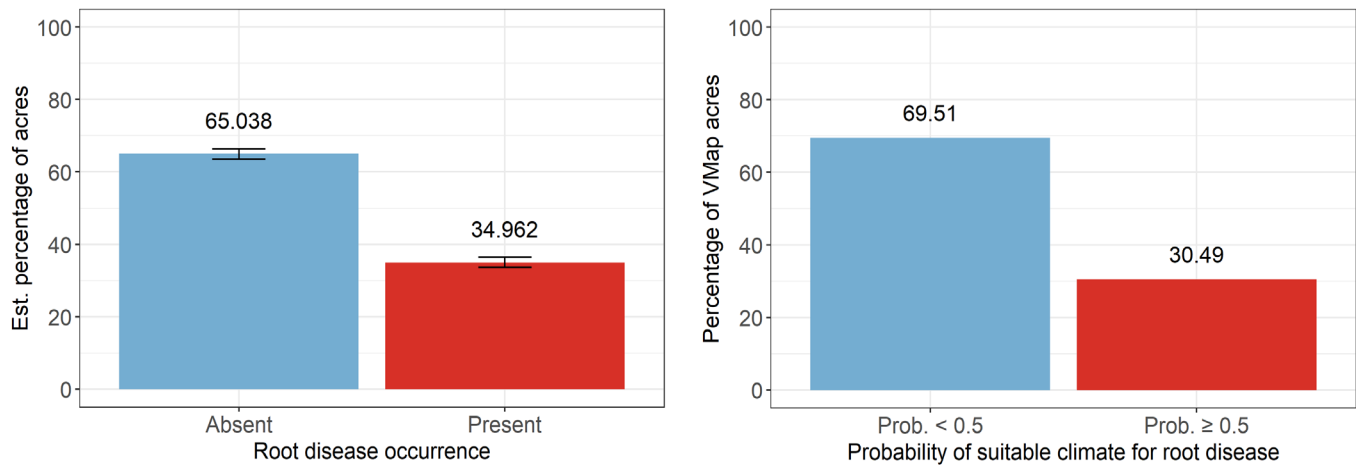 Est. percentage of acres
100
80
60
40
20
0
65.038
34.962
Absent
Present
Root disease occurrence
Percentage of VMap acres
100
80
60
40
20
0
69.51
30.49
Prob. < 0.5
Prob. ≥ 0.5
Probability of suitable climate for root disease